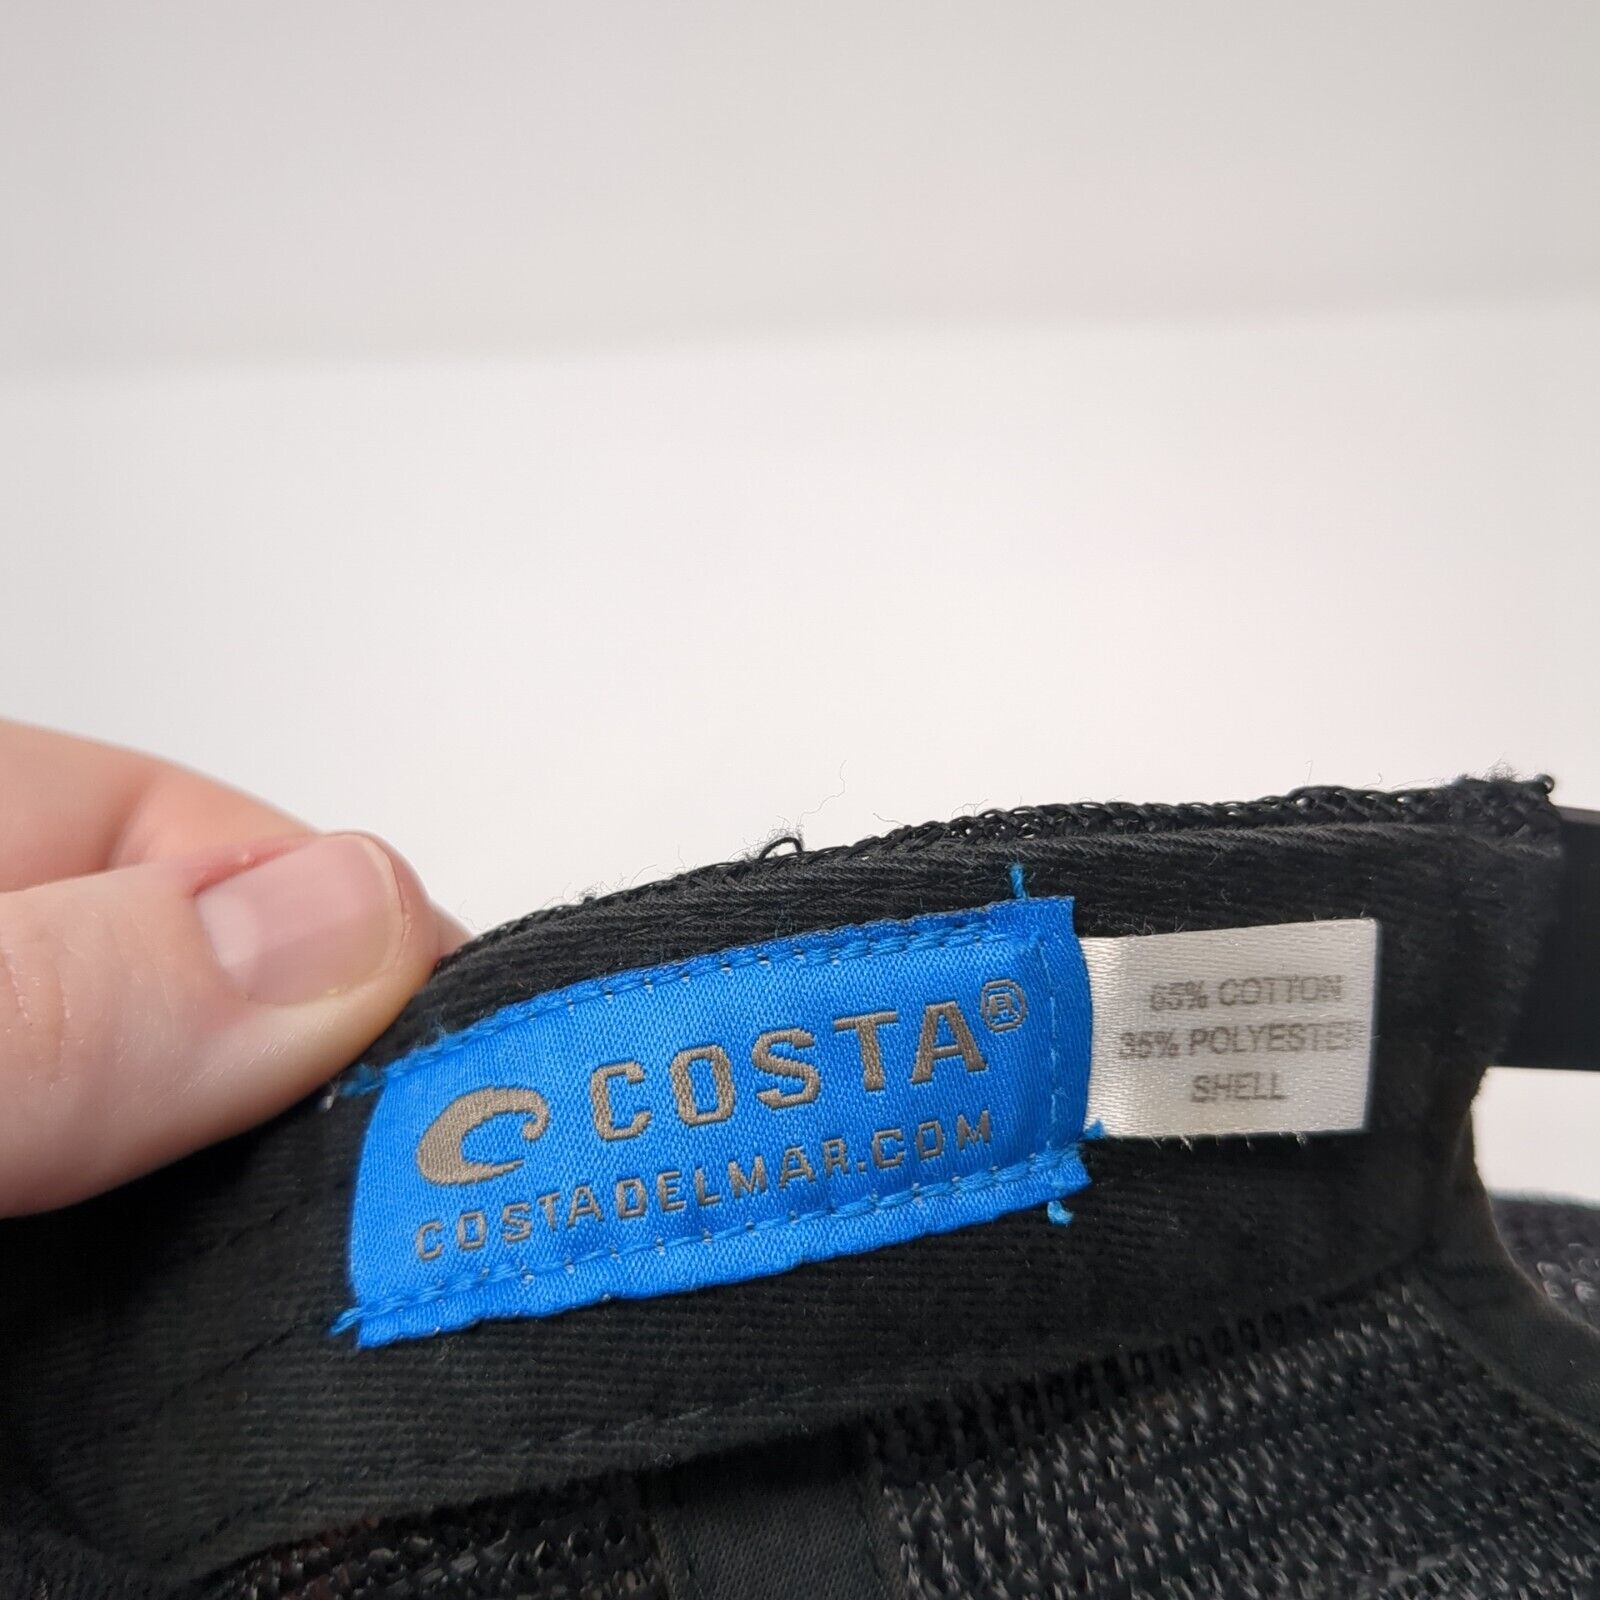 COSTA®
COSTADELMAR.COM
65% COTTON
35% POLYESTER
SHELL